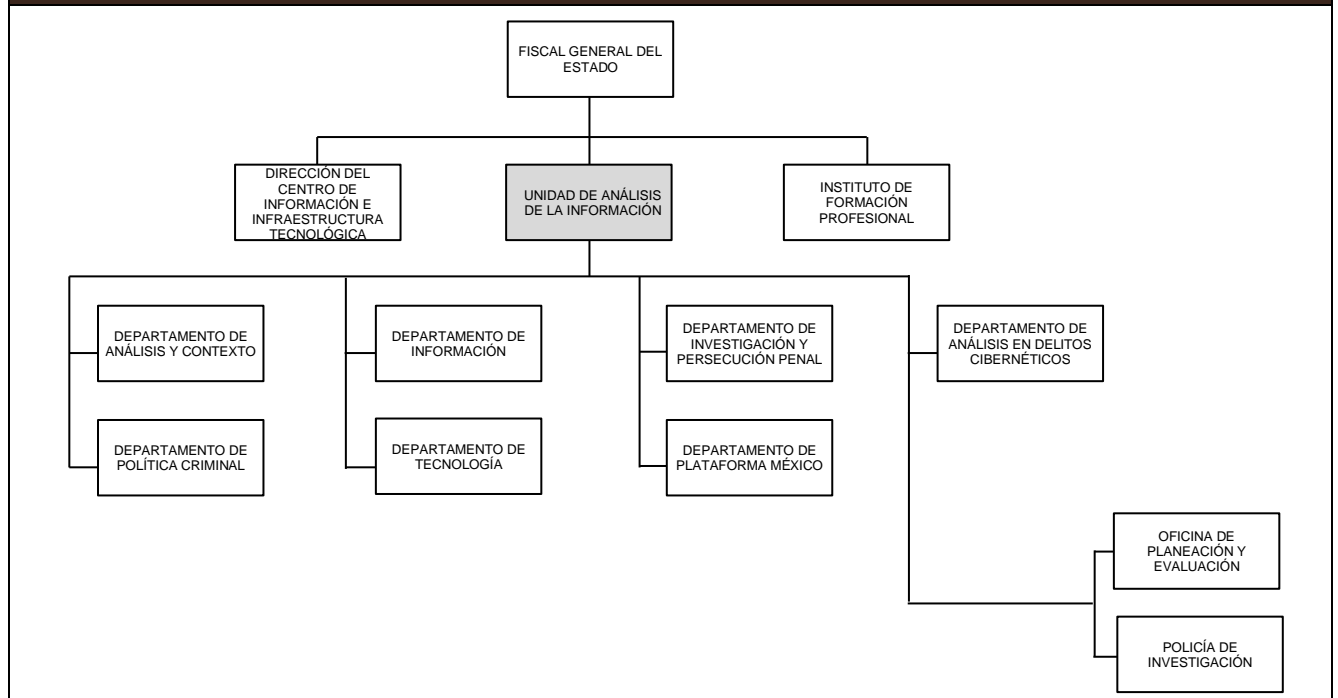 FISCAL GENERAL DEL
ESTADO
DIRECCIÓN DEL
CENTRO DE
INFORMACIÓN E
INFRAESTRUCTURA
TECNOLÓGICA
UNIDAD DE ANÁLISIS
DE LA INFORMACIÓN
INSTITUTO DE
FORMACIÓN
PROFESIONAL
DEPARTAMENTO DE
ANÁLISIS Y CONTEXTO
DEPARTAMENTO DE
INFORMACIÓN
DEPARTAMENTO DE
INVESTIGACIÓN Y
PERSECUCIÓN PENAL
DEPARTAMENTO DE
ANÁLISIS EN DELITOS
CIBERNÉTICOS
DEPARTAMENTO DE
POLÍTICA CRIMINAL
DEPARTAMENTO DE
TECNOLOGÍA
DEPARTAMENTO DE
PLATAFORMA MÉXICO
OFICINA DE
PLANEACIÓN Y
EVALUACIÓN
POLICÍA DE
INVESTIGACIÓN